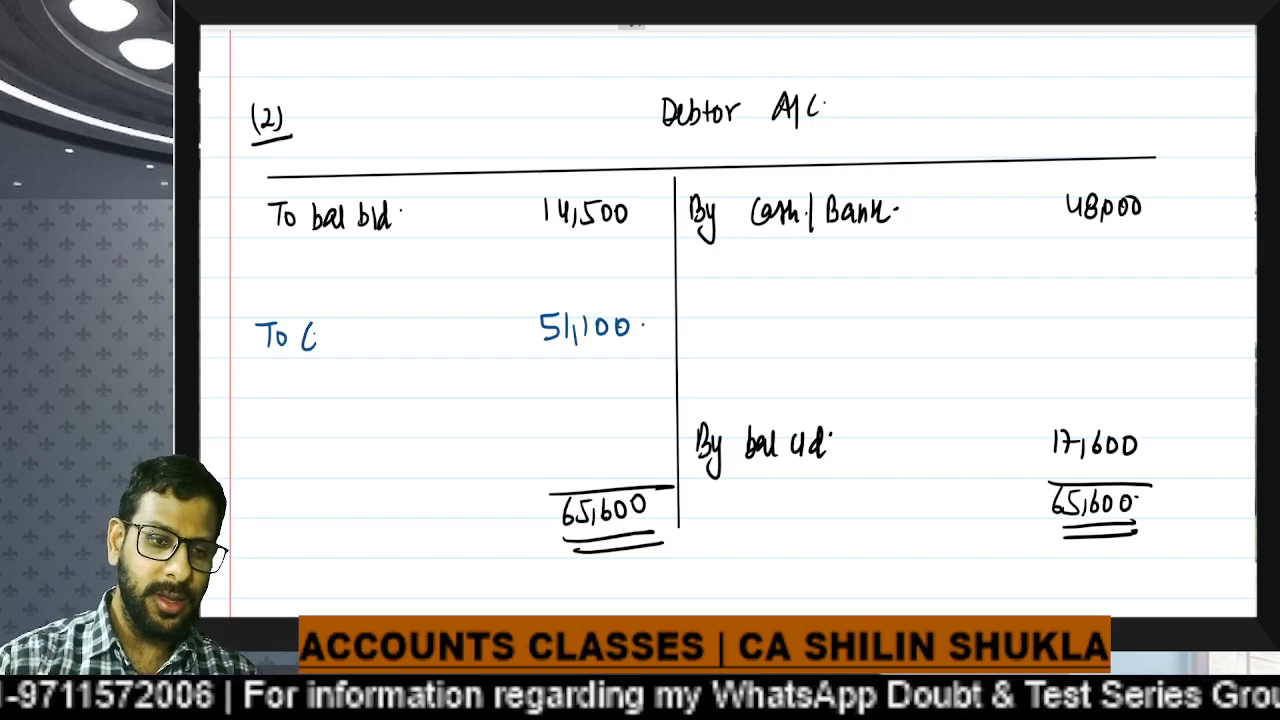 (2) Debtor A/C.
To bal b/d. 14,500 By Cash/Bank. 48,000
To C 51,100.
By bal c/d. 17,600
65,600 65,600.
ACCOUNTS CLASSES | CA SHILIN SHUKLA
1-9711572006 | For information regarding my WhatsApp Doubt & Test Series Grou